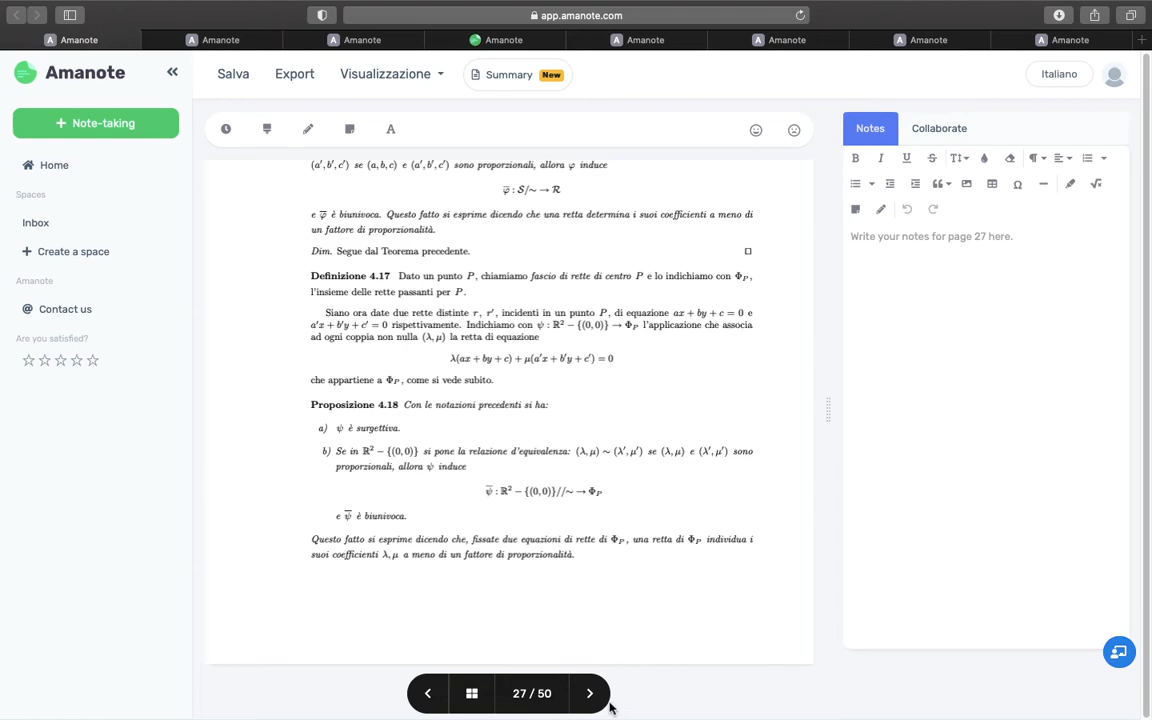 app.amanote.com
Amanote Amanote Amanote Amanote Amanote Amanote Amanote Amanote
Amanote
Salva Export Visualizzazione Summary New Italiano
+ Note-taking
Home
Spaces
Inbox
+ Create a space
Amanote
@ Contact us
Are you satisfied?
(a′, b′, c′) se (a, b, c) e (a′, b′, c′) sono proporzionali, allora φ induce
φ̅ : S/∼ → R
e φ̅ è biunivoca. Questo fatto si esprime dicendo che una retta determina i suoi coefficienti a meno di
un fattore di proporzionalità.
Dim. Segue dal Teorema precedente. □
Definizione 4.17 Dato un punto P, chiamiamo fascio di rette di centro P e lo indichiamo con Φ_P,
l'insieme delle rette passanti per P.
Siano ora date due rette distinte r, r′, incidenti in un punto P, di equazione ax + by + c = 0 e
a′x + b′y + c′ = 0 rispettivamente. Indichiamo con ψ : ℝ² − {(0,0)} → Φ_P l'applicazione che associa
ad ogni coppia non nulla (λ, μ) la retta di equazione
λ(ax + by + c) + μ(a′x + b′y + c′) = 0
che appartiene a Φ_P, come si vede subito.
Proposizione 4.18 Con le notazioni precedenti si ha:
a) ψ è surgettiva.
b) Se in ℝ² − {(0,0)} si pone la relazione d'equivalenza: (λ, μ) ∼ (λ′, μ′) se (λ, μ) e (λ′, μ′) sono
proporzionali, allora ψ induce
ψ̅ : ℝ² − {(0,0)}//∼ → Φ_P
e ψ̅ è biunivoca.
Questo fatto si esprime dicendo che, fissate due equazioni di rette di Φ_P, una retta di Φ_P individua i
suoi coefficienti λ, μ a meno di un fattore di proporzionalità.
27 / 50
Notes Collaborate
Write your notes for page 27 here.